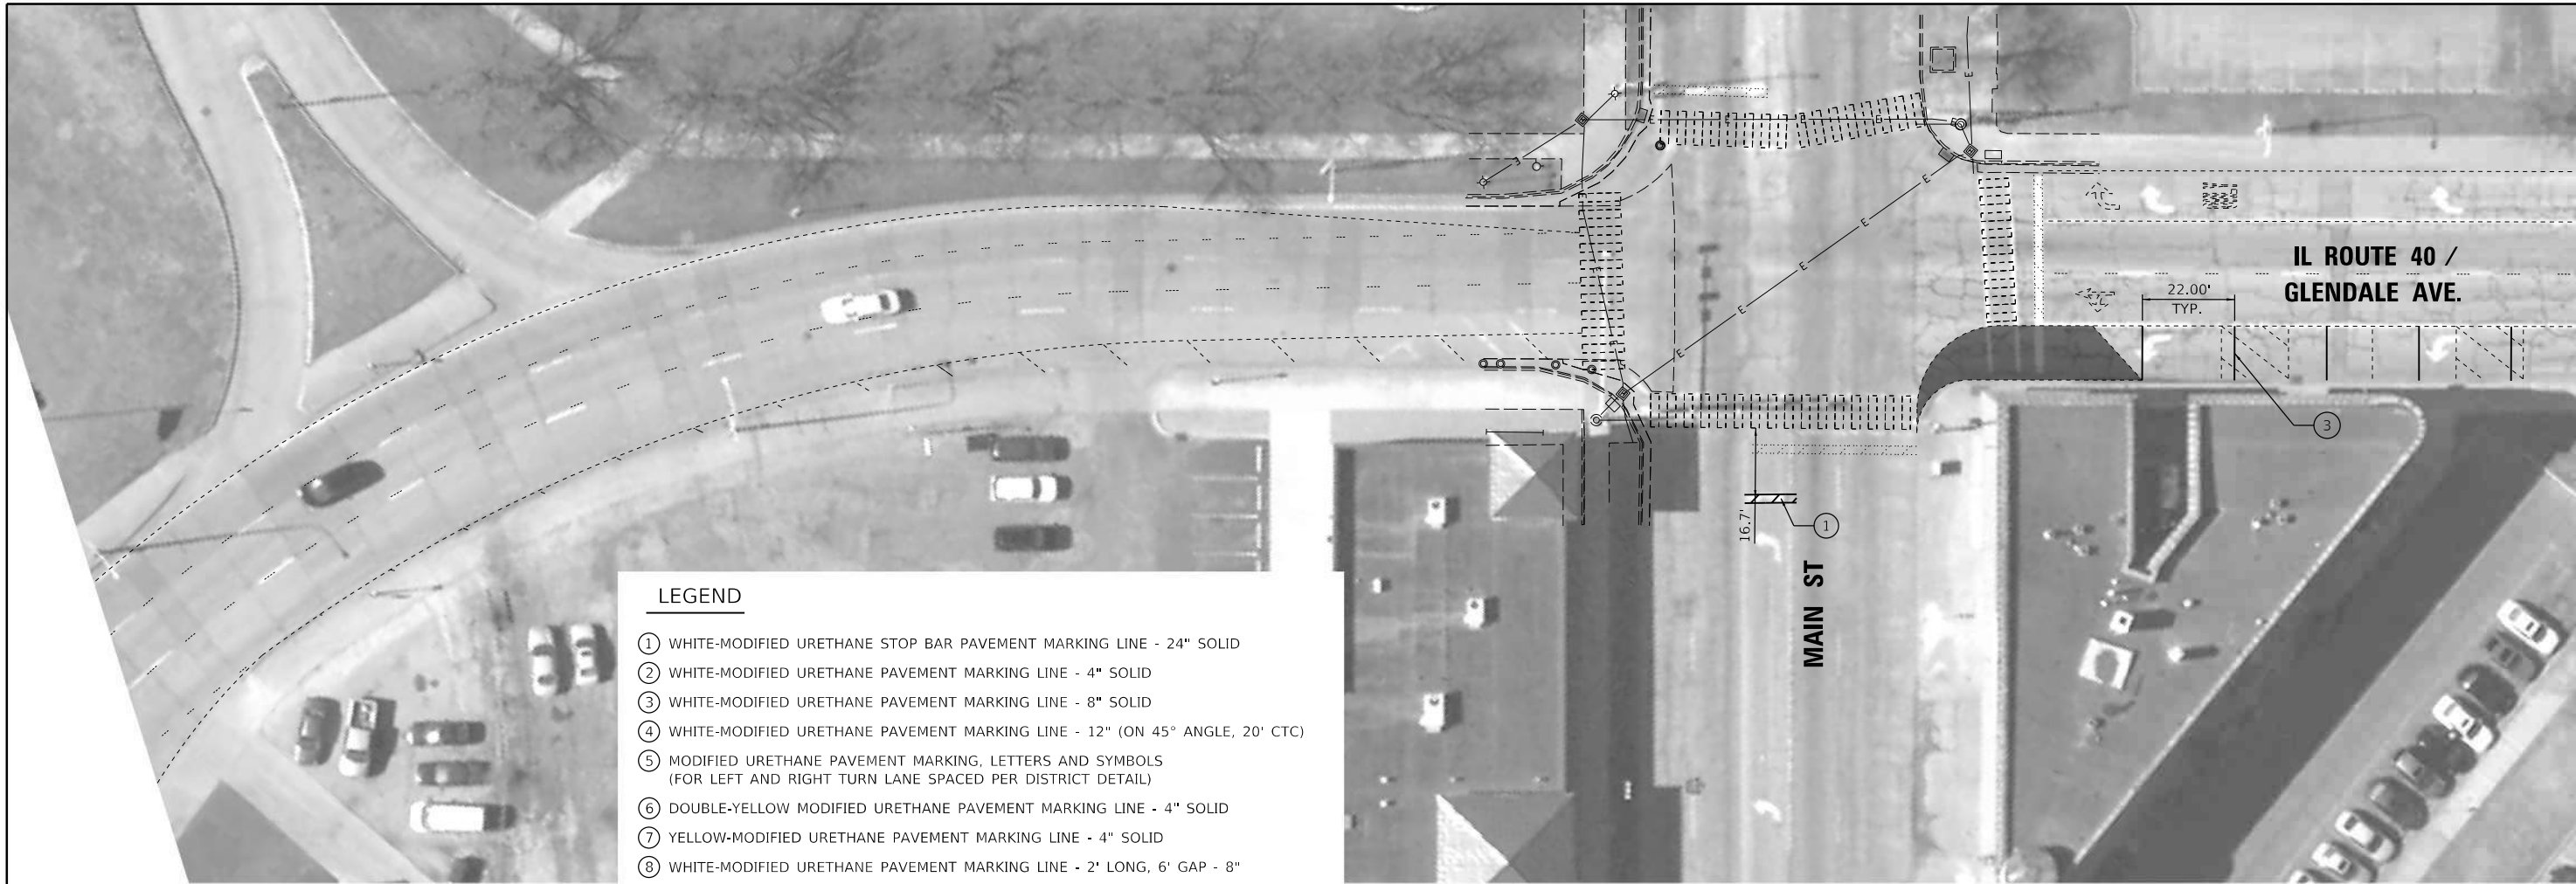 IL ROUTE 40 /
GLENDALE AVE.
22.00'
TYP.
3
1
16.7'
MAIN ST
E
E
E
E
E
E
LEGEND
1 WHITE-MODIFIED URETHANE STOP BAR PAVEMENT MARKING LINE - 24" SOLID
2 WHITE-MODIFIED URETHANE PAVEMENT MARKING LINE - 4" SOLID
3 WHITE-MODIFIED URETHANE PAVEMENT MARKING LINE - 8" SOLID
4 WHITE-MODIFIED URETHANE PAVEMENT MARKING LINE - 12" (ON 45° ANGLE, 20' CTC)
5 MODIFIED URETHANE PAVEMENT MARKING, LETTERS AND SYMBOLS
(FOR LEFT AND RIGHT TURN LANE SPACED PER DISTRICT DETAIL)
6 DOUBLE-YELLOW MODIFIED URETHANE PAVEMENT MARKING LINE - 4" SOLID
7 YELLOW-MODIFIED URETHANE PAVEMENT MARKING LINE - 4" SOLID
8 WHITE-MODIFIED URETHANE PAVEMENT MARKING LINE - 2' LONG, 6' GAP - 8"